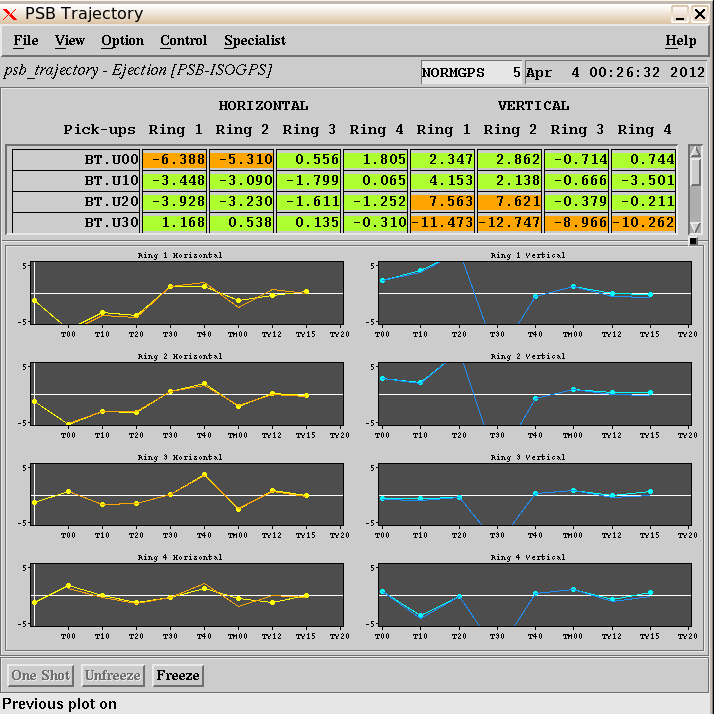 PSB Trajectory
File View Option Control Specialist Help
psb_trajectory - Ejection [PSB-ISOGPS] NORMGPS 5 Apr 4 00:26:32 2012
HORIZONTAL VERTICAL
Pick-ups Ring 1 Ring 2 Ring 3 Ring 4 Ring 1 Ring 2 Ring 3 Ring 4
BT.U00 -6.388 -5.310 0.556 1.805 2.347 2.862 -0.714 0.744
BT.U10 -3.448 -3.090 -1.799 0.065 4.153 2.138 -0.666 -3.501
BT.U20 -3.928 -3.230 -1.611 -1.252 7.563 7.621 -0.379 -0.211
BT.U30 1.168 0.538 0.135 -0.310 -11.473 -12.747 -8.966 -10.262
Ring 1 Horizontal Ring 1 Vertical
5 5
-5 -5
T00 T10 T20 T30 T40 TM00 TY12 TY15 TY20 T00 T10 T20 T30 T40 TM00 TY12 TY15 TY20
Ring 2 Horizontal Ring 2 Vertical
5 5
-5 -5
T00 T10 T20 T30 T40 TM00 TY12 TY15 TY20 T00 T10 T20 T30 T40 TM00 TY12 TY15 TY20
Ring 3 Horizontal Ring 3 Vertical
5 5
-5 -5
T00 T10 T20 T30 T40 TM00 TY12 TY15 TY20 T00 T10 T20 T30 T40 TM00 TY12 TY15 TY20
Ring 4 Horizontal Ring 4 Vertical
5 5
-5 -5
T00 T10 T20 T30 T40 TM00 TY12 TY15 TY20 T00 T10 T20 T30 T40 TM00 TY12 TY15 TY20
One Shot Unfreeze Freeze
Previous plot on